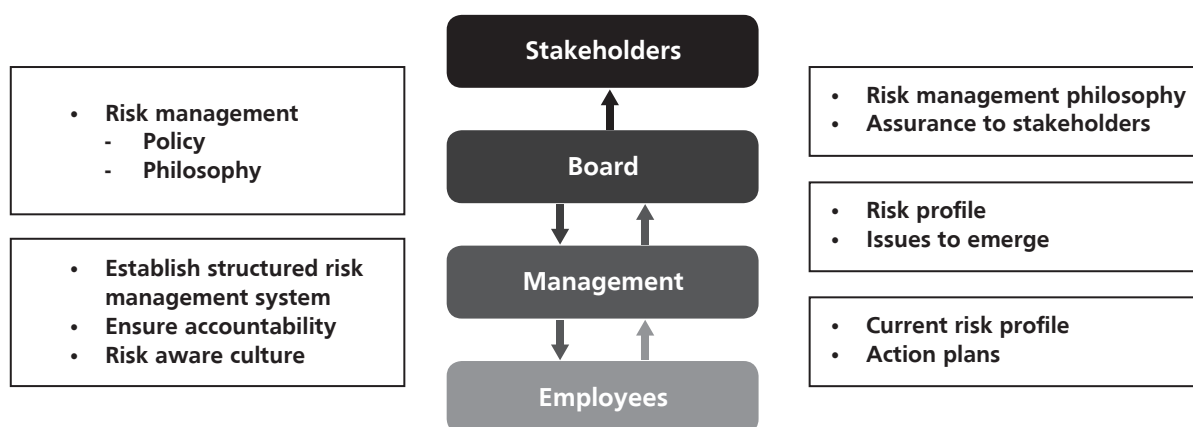 Stakeholders
• Risk management
- Policy
- Philosophy
• Risk management philosophy
• Assurance to stakeholders
Board
• Risk profile
• Issues to emerge
• Establish structured risk
management system
• Ensure accountability
• Risk aware culture
Management
• Current risk profile
• Action plans
Employees